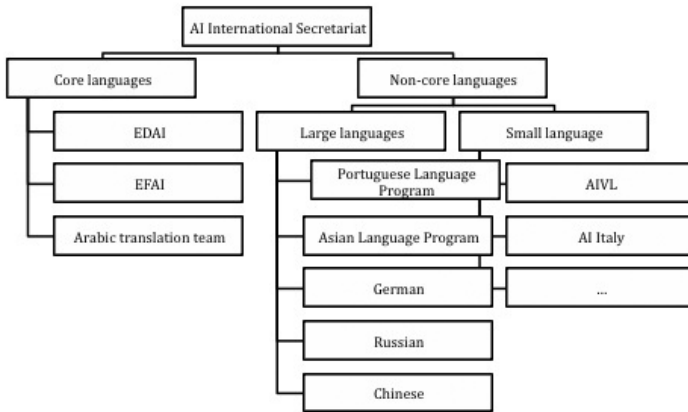 AI International Secretariat
Core languages
Non-core languages
EDAI
EFAI
Arabic translation team
Large languages
Small language
Portuguese Language
Program
Asian Language Program
German
Russian
Chinese
AIVL
AI Italy
...